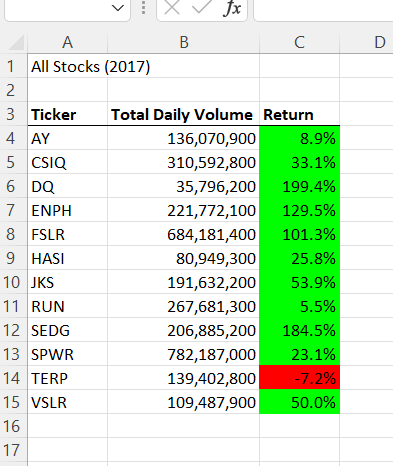 fx
A B C D
1 All Stocks (2017)
2
3 Ticker Total Daily Volume Return
4 AY 136,070,900 8.9%
5 CSIQ 310,592,800 33.1%
6 DQ 35,796,200 199.4%
7 ENPH 221,772,100 129.5%
8 FSLR 684,181,400 101.3%
9 HASI 80,949,300 25.8%
10 JKS 191,632,200 53.9%
11 RUN 267,681,300 5.5%
12 SEDG 206,885,200 184.5%
13 SPWR 782,187,000 23.1%
14 TERP 139,402,800 -7.2%
15 VSLR 109,487,900 50.0%
16
17